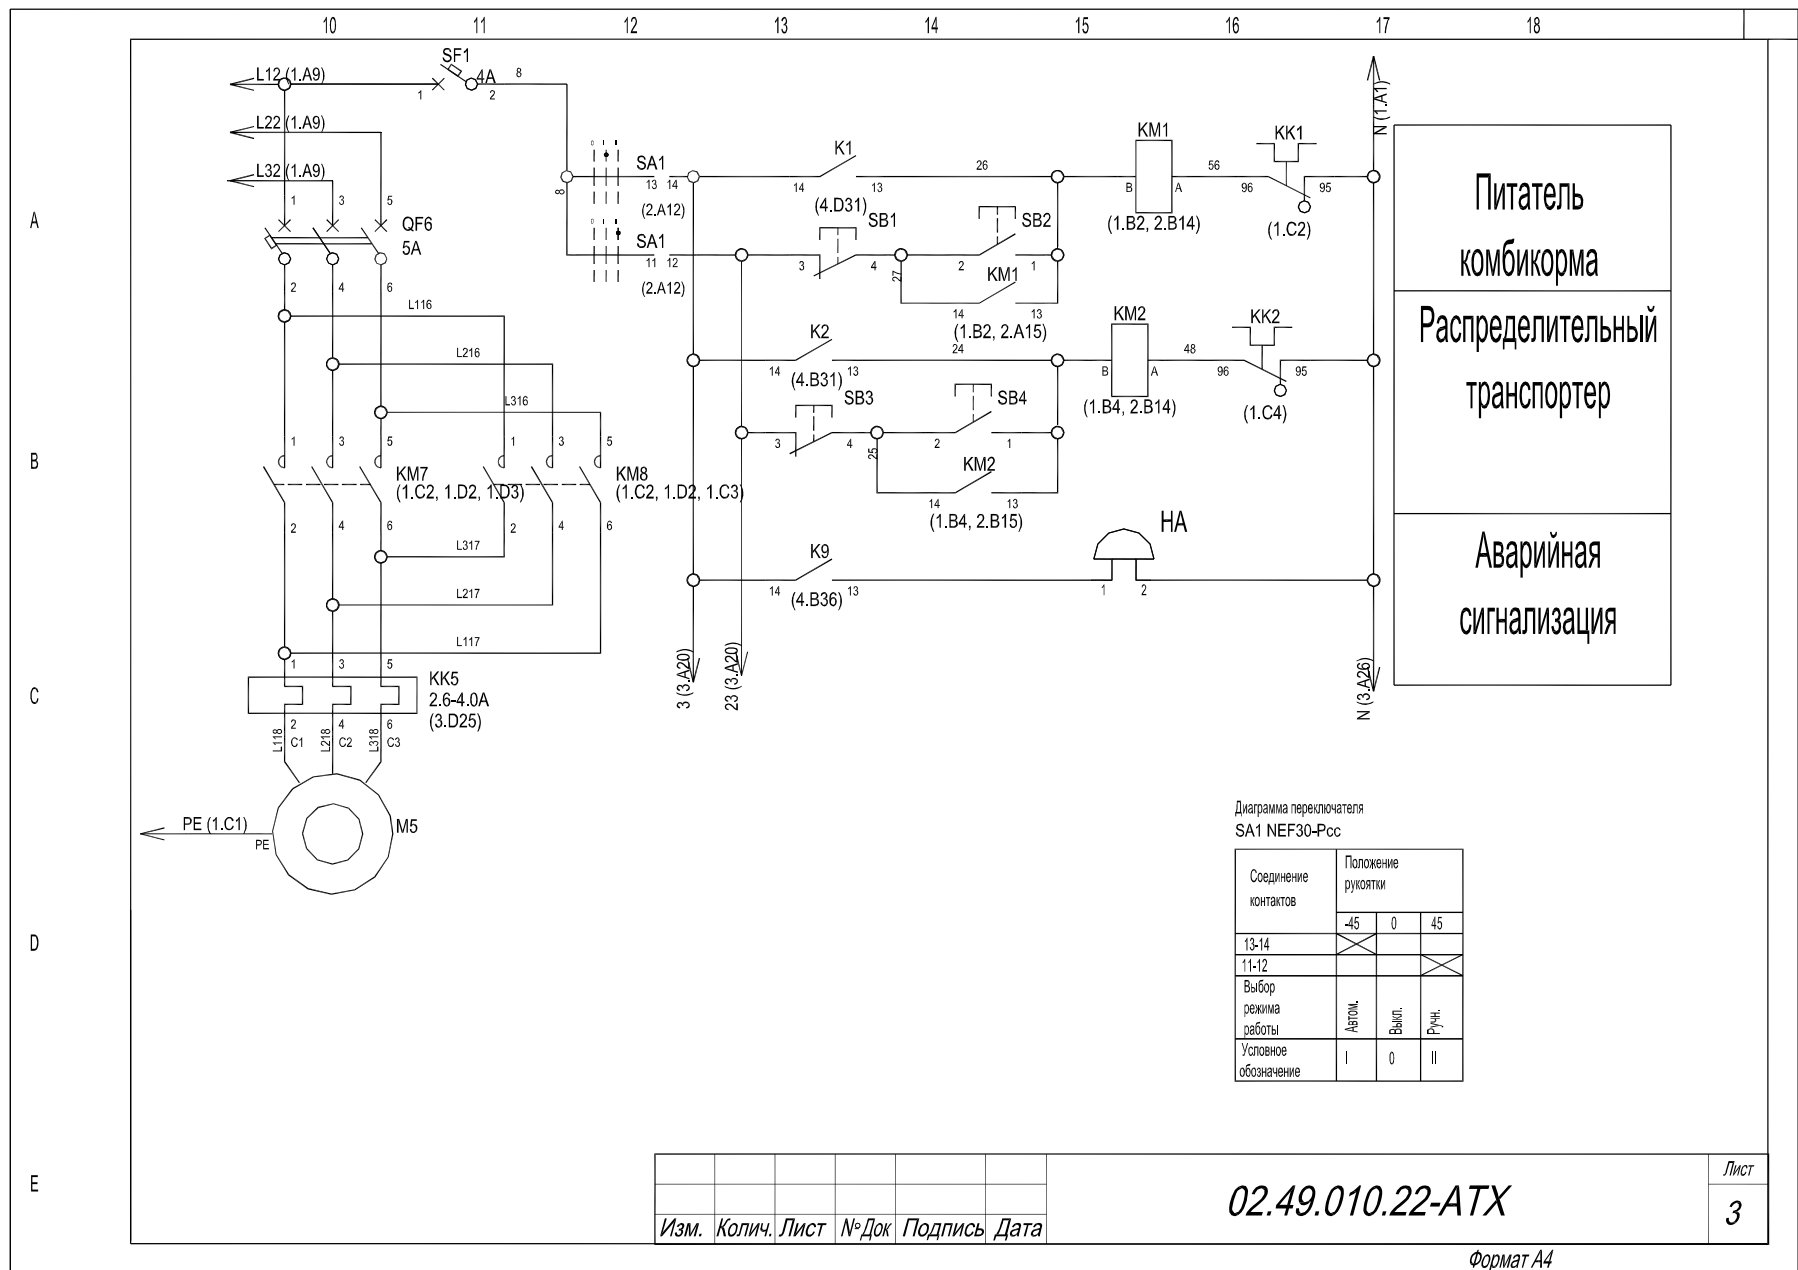 10 11 12 13 14 15 16 17 18
A
B
C
D
E
L12 (1.A9)
SF1
4A
1 2
8
L22 (1.A9)
L32 (1.A9)
1 3 5
QF6
5A
2 4 6
L116
L216
L316
1 3 5
1 3 5
KM7
(1.C2, 1.D2, 1.D3)
KM8
(1.C2, 1.D2, 1.C3)
2 4 6
2 4 6
L317
L217
L117
1 3 5
KK5
2.6-4.0A
(3.D25)
2 4 6
L118 C1 L218 C2 L318 C3
M5
PE (1.C1)
PE
8
0 I II
SA1
13 14
(2.A12)
0 I II
SA1
11 12
(2.A12)
K1
14 13
(4.D31)
26
KM1
B A
(1.B2, 2.B14)
56
KK1
96 95
(1.C2)
N (1.A1)
SB1
3 4
27
SB2
2 1
KM1
14 13
(1.B2, 2.A15)
K2
14 13
(4.B31)
24
KM2
B A
(1.B4, 2.B14)
48
KK2
96 95
(1.C4)
SB3
3 4
25
SB4
2 1
KM2
14 13
(1.B4, 2.B15)
K9
14 13
(4.B36)
HA
1 2
3 (3.A20)
23 (3.A20)
N (3.A26)
Питатель
комбикорма
Распределительный
транспортер
Аварийная
сигнализация
Диаграмма переключателя
SA1 NEF30-Pcc
Соединение
контактов
Положение
рукоятки
-45 0 45
13-14
11-12
Выбор
режима
работы
Автом.
Выкл.
Ручн.
Условное
обозначение
I 0 II
Изм. Колич. Лист №Док Подпись Дата
02.49.010.22-АТХ
Лист
3
Формат А4